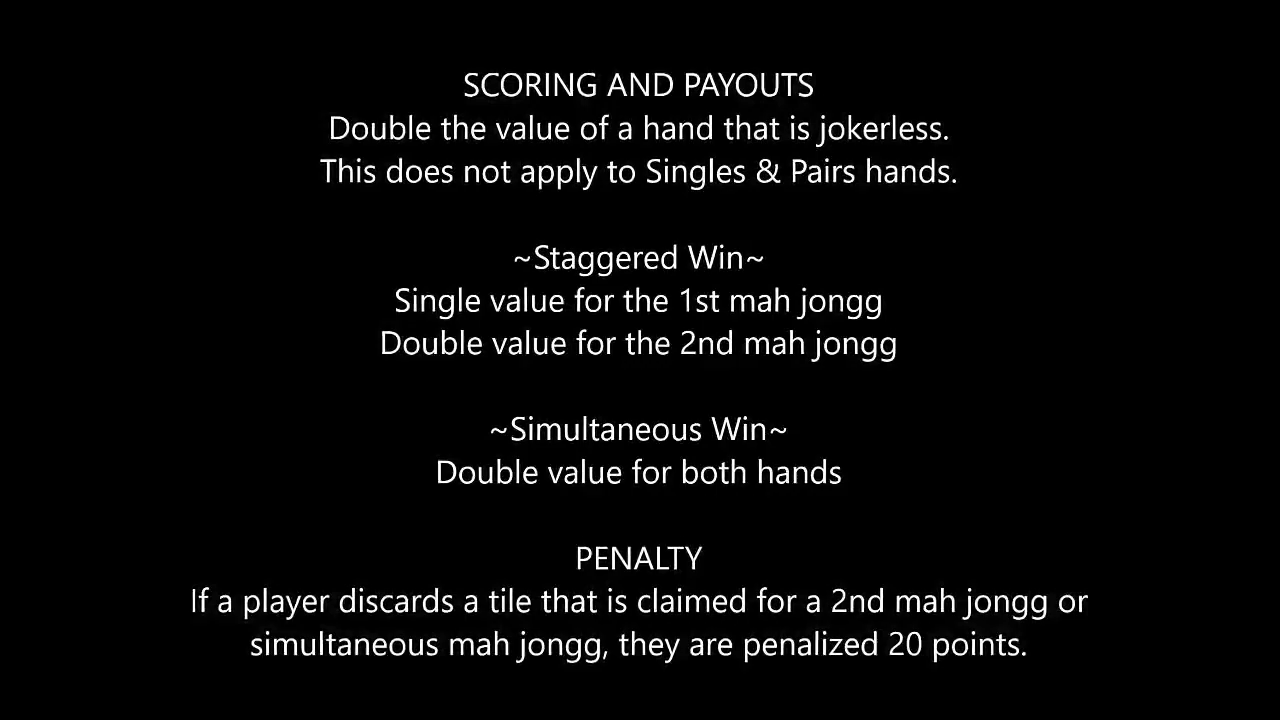 SCORING AND PAYOUTS
Double the value of a hand that is jokerless.
This does not apply to Singles & Pairs hands.
~Staggered Win~
Single value for the 1st mah jongg
Double value for the 2nd mah jongg
~Simultaneous Win~
Double value for both hands
PENALTY
If a player discards a tile that is claimed for a 2nd mah jongg or
simultaneous mah jongg, they are penalized 20 points.